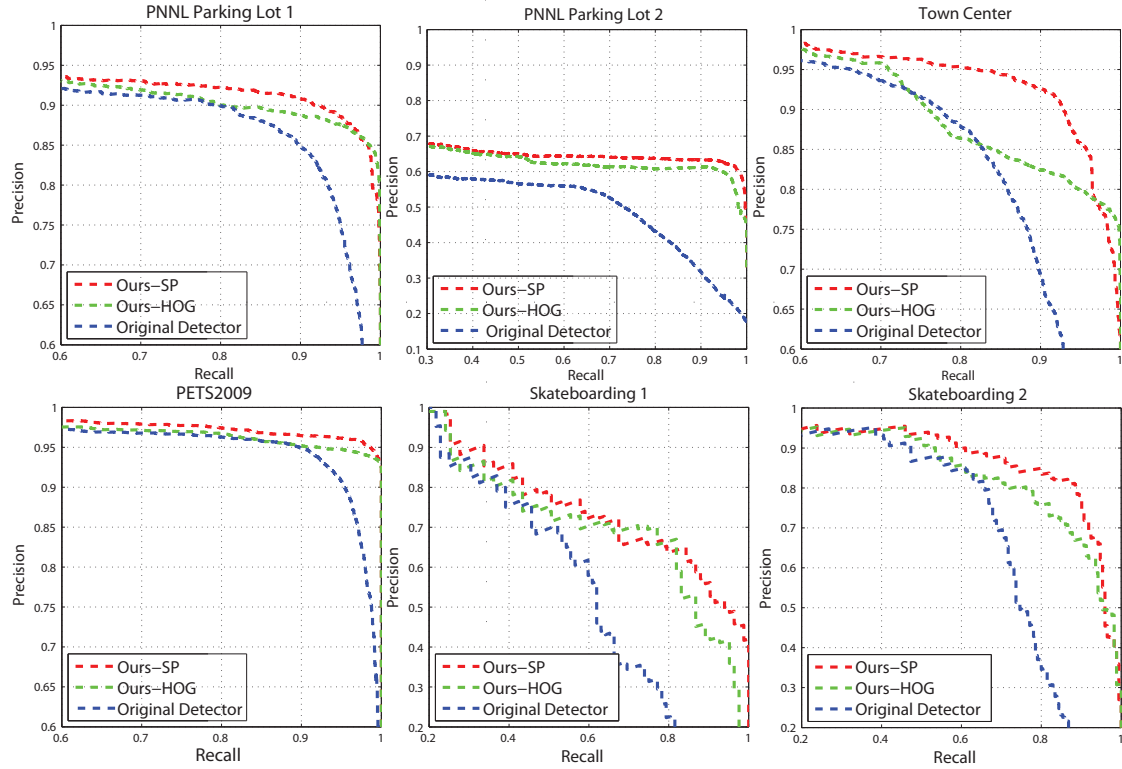 PNNL Parking Lot 1
1
0.95
0.9
0.85
0.8
0.75
0.7
0.65
0.6
Precision
Ours−SP
Ours−HOG
Original Detector
0.6 0.7 0.8 0.9 1
Recall
PNNL Parking Lot 2
1
0.9
0.8
0.7
0.6
0.5
0.4
0.3
0.2
0.1
Precision
Ours−SP
Ours−HOG
Original Detector
0.3 0.4 0.5 0.6 0.7 0.8 0.9 1
Recall
Town Center
1
0.95
0.9
0.85
0.8
0.75
0.7
0.65
0.6
Precision
Ours−SP
Ours−HOG
Original Detector
0.6 0.7 0.8 0.9 1
Recall
PETS2009
1
0.95
0.9
0.85
0.8
0.75
0.7
0.65
0.6
Precision
Ours−SP
Ours−HOG
Original Detector
0.6 0.7 0.8 0.9 1
Recall
Skateboarding 1
1
0.9
0.8
0.7
0.6
0.5
0.4
0.3
0.2
Precision
Ours−SP
Ours−HOG
Original Detector
0.2 0.4 0.6 0.8 1
Recall
Skateboarding 2
1
0.9
0.8
0.7
0.6
0.5
0.4
0.3
0.2
Precision
Ours−SP
Ours−HOG
Original Detector
0.2 0.4 0.6 0.8 1
Recall